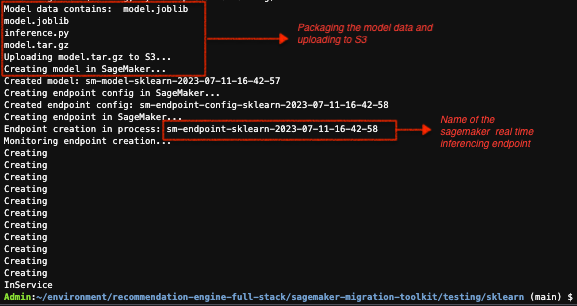 Model data contains:  model.joblib
model.joblib
inference.py
model.tar.gz
Uploading model.tar.gz to S3...
Creating model in SageMaker...
Created model: sm-model-sklearn-2023-07-11-16-42-57
Creating endpoint config in SageMaker...
Created endpoint config: sm-endpoint-config-sklearn-2023-07-11-16-42-58
Creating endpoint in SageMaker...
Endpoint creation in process: sm-endpoint-sklearn-2023-07-11-16-42-58
Monitoring endpoint creation...
Creating
Creating
Creating
Creating
Creating
Creating
Creating
Creating
Creating
Creating
Creating
InService
Admin:~/environment/recommendation-engine-full-stack/sagemaker-migration-toolkit/testing/sklearn (main) $
Packaging the model data and
uploading to S3
Name of the
sagemaker real time
inferencing endpoint